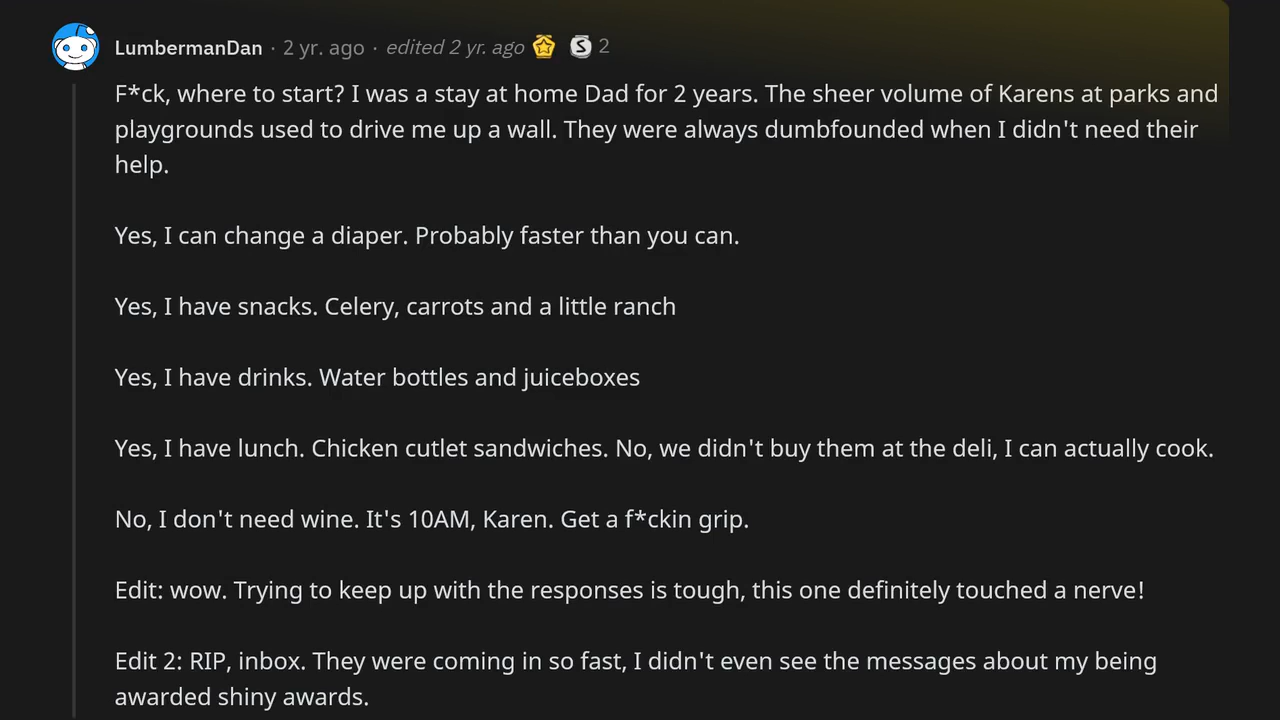 LumbermanDan · 2 yr. ago · edited 2 yr. ago S 2
F*ck, where to start? I was a stay at home Dad for 2 years. The sheer volume of Karens at parks and
playgrounds used to drive me up a wall. They were always dumbfounded when I didn't need their
help.
Yes, I can change a diaper. Probably faster than you can.
Yes, I have snacks. Celery, carrots and a little ranch
Yes, I have drinks. Water bottles and juiceboxes
Yes, I have lunch. Chicken cutlet sandwiches. No, we didn't buy them at the deli, I can actually cook.
No, I don't need wine. It's 10AM, Karen. Get a f*ckin grip.
Edit: wow. Trying to keep up with the responses is tough, this one definitely touched a nerve!
Edit 2: RIP, inbox. They were coming in so fast, I didn't even see the messages about my being
awarded shiny awards.